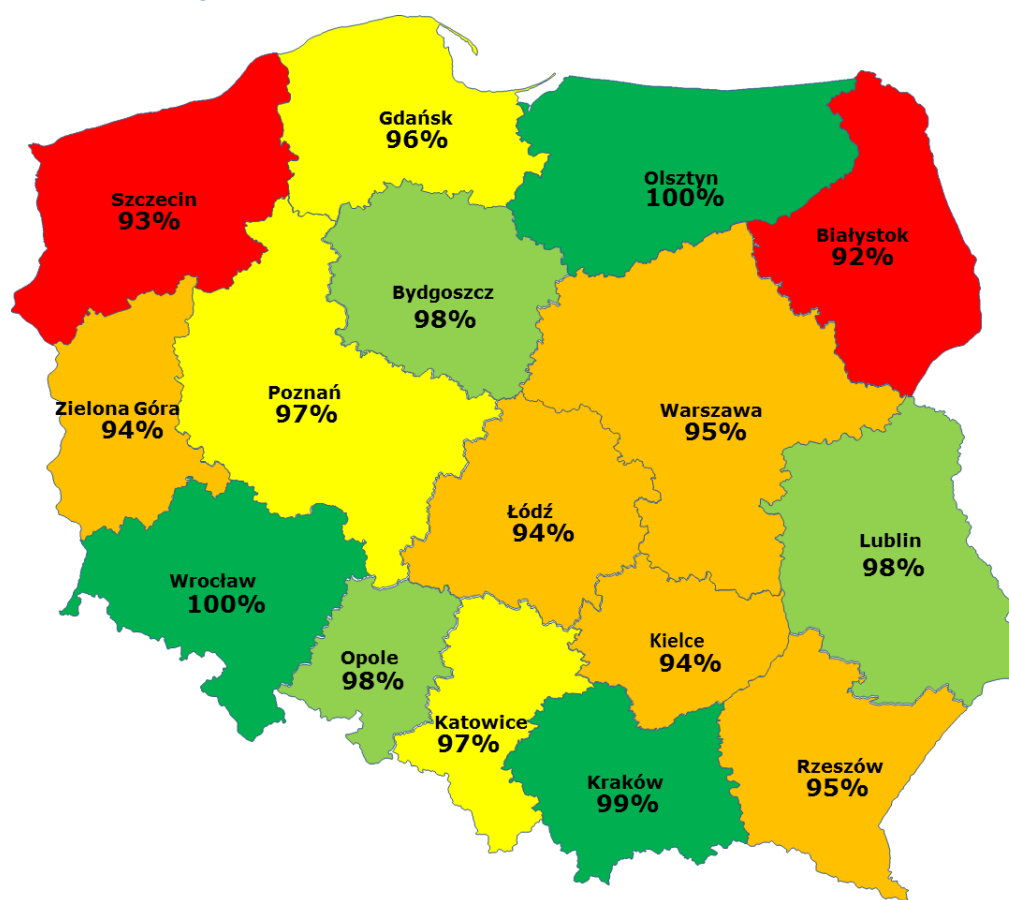 Gdańsk
96%
Olsztyn
100%
Szczecin
93%
Białystok
92%
Bydgoszcz
98%
Poznań
97%
Zielona Góra
94%
Warszawa
95%
Łódź
94%
Lublin
98%
Wrocław
100%
Opole
98%
Kielce
94%
Katowice
97%
Kraków
99%
Rzeszów
95%